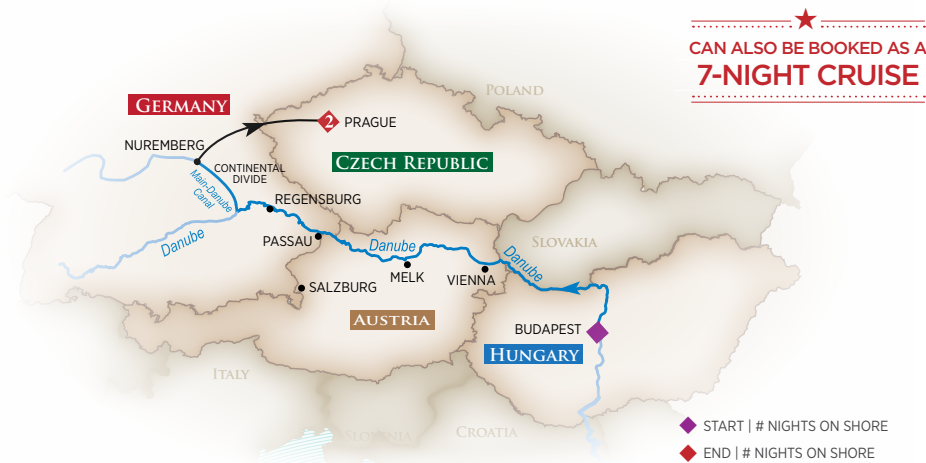 CAN ALSO BE BOOKED AS A
7-NIGHT CRUISE
POLAND
GERMANY
2
PRAGUE
NUREMBERG
CZECH REPUBLIC
CONTINENTAL
DIVIDE
Main-Danube
Canal
REGENSBURG
Danube
PASSAU
Danube
SLOVAKIA
Danube
MELK
VIENNA
SALZBURG
AUSTRIA
BUDAPEST
HUNGARY
ITALY
SLOVENIA
CROATIA
START | # NIGHTS ON SHORE
END | # NIGHTS ON SHORE